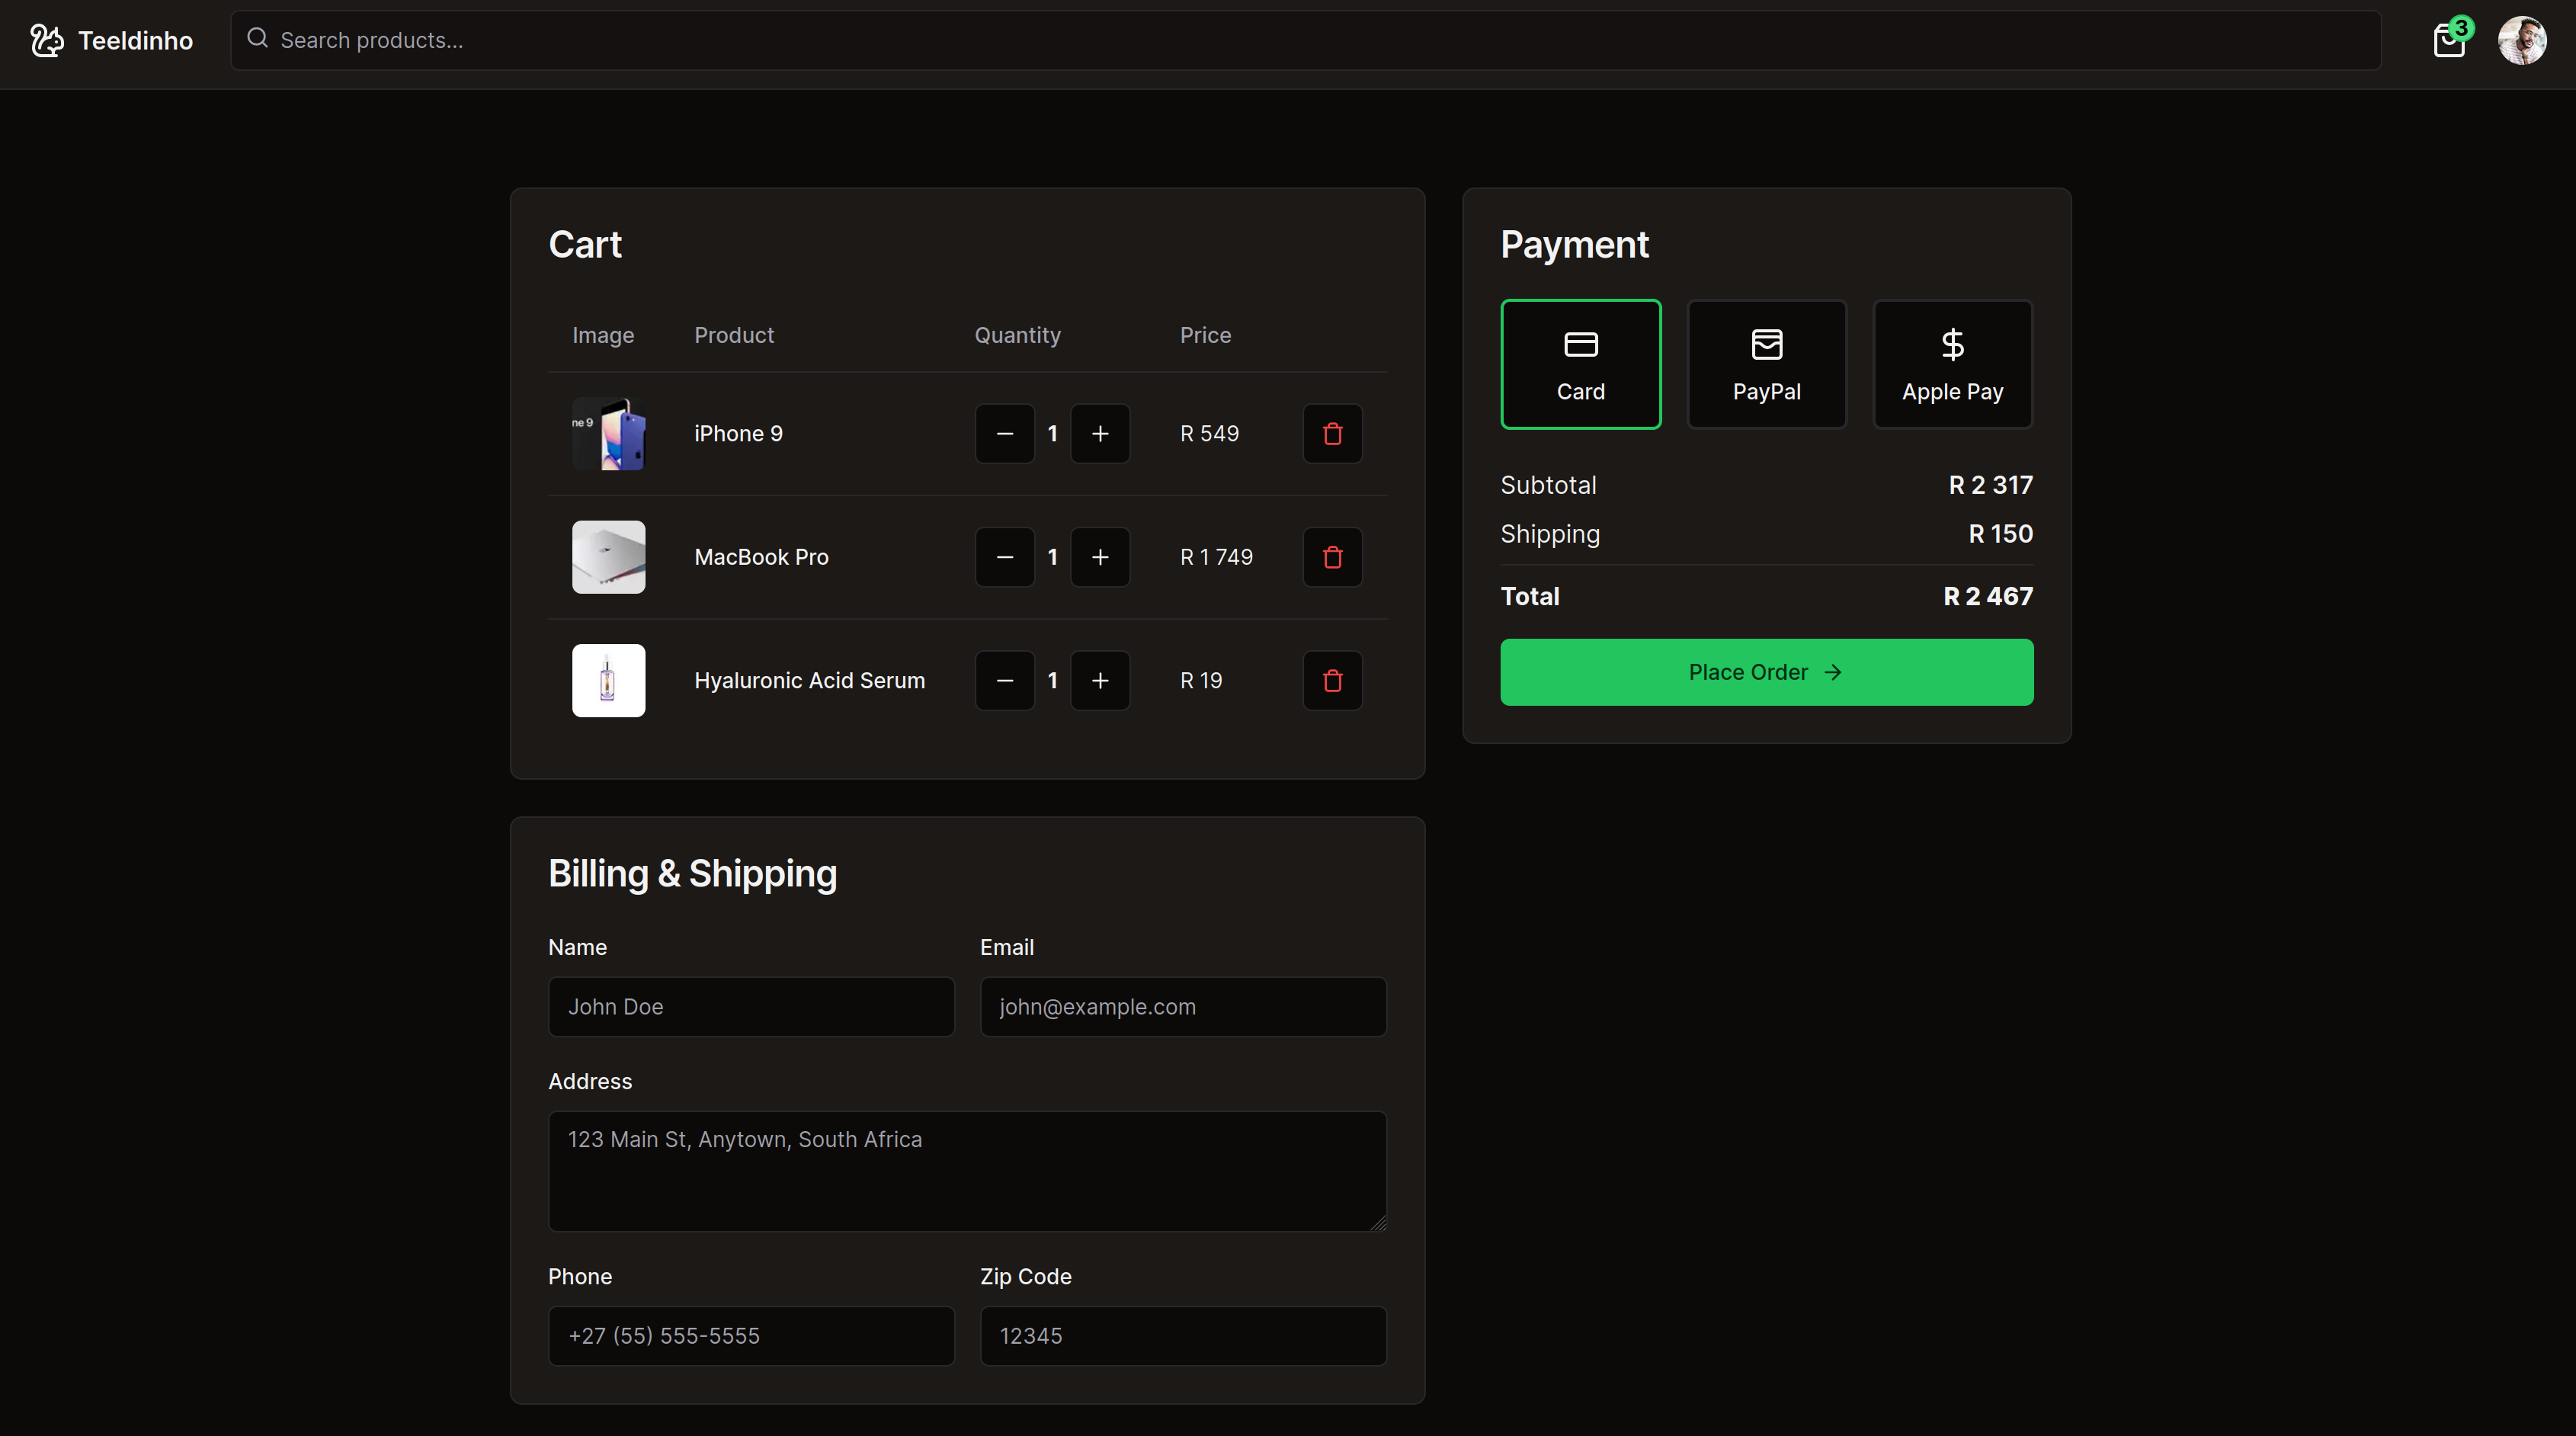 Teeldinho
Search products...
3
Cart
Image Product Quantity Price
ne 9
iPhone 9 1 R 549
MacBook Pro 1 R 1 749
Hyaluronic Acid Serum 1 R 19
Payment
Card PayPal Apple Pay
Subtotal R 2 317
Shipping R 150
Total R 2 467
Place Order
Billing & Shipping
Name Email
John Doe john@example.com
Address
123 Main St, Anytown, South Africa
Phone Zip Code
+27 (55) 555-5555 12345